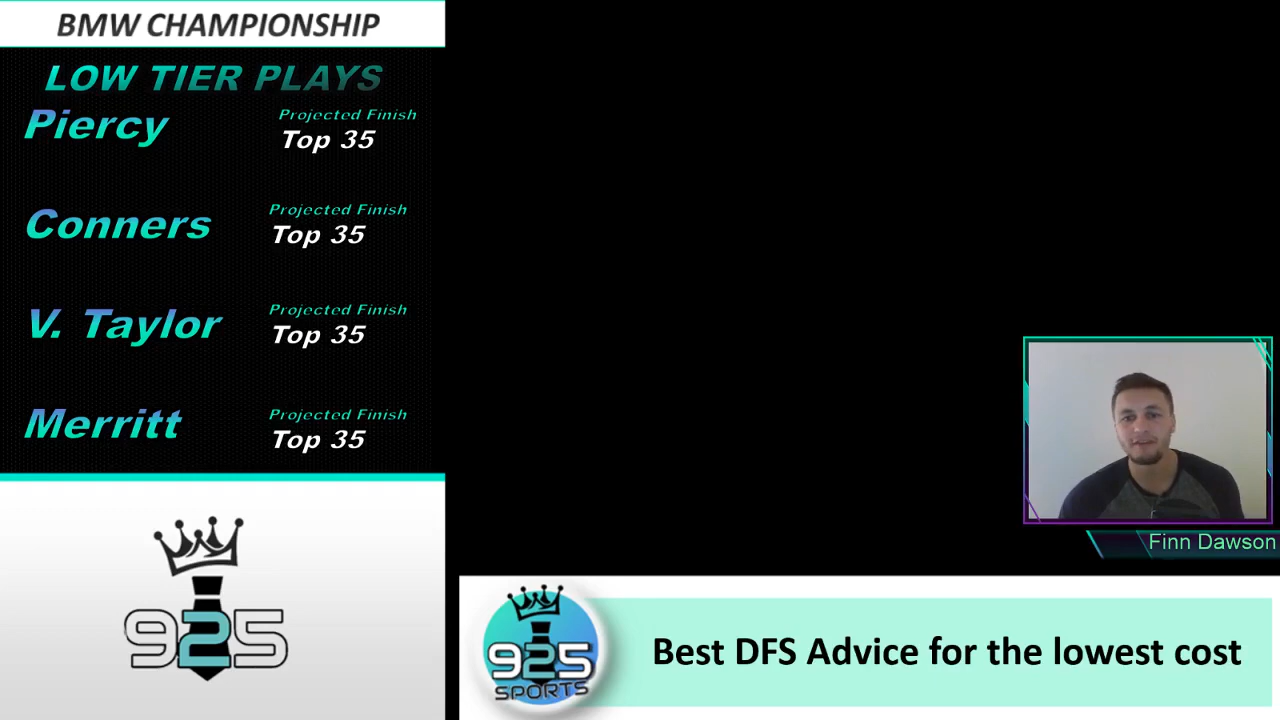 BMW CHAMPIONSHIP
LOW TIER PLAYS
Piercy
Projected Finish
Top 35
Conners
Projected Finish
Top 35
V. Taylor
Projected Finish
Top 35
Merritt
Projected Finish
Top 35
925
Finn Dawson
925
SPORTS
Best DFS Advice for the lowest cost